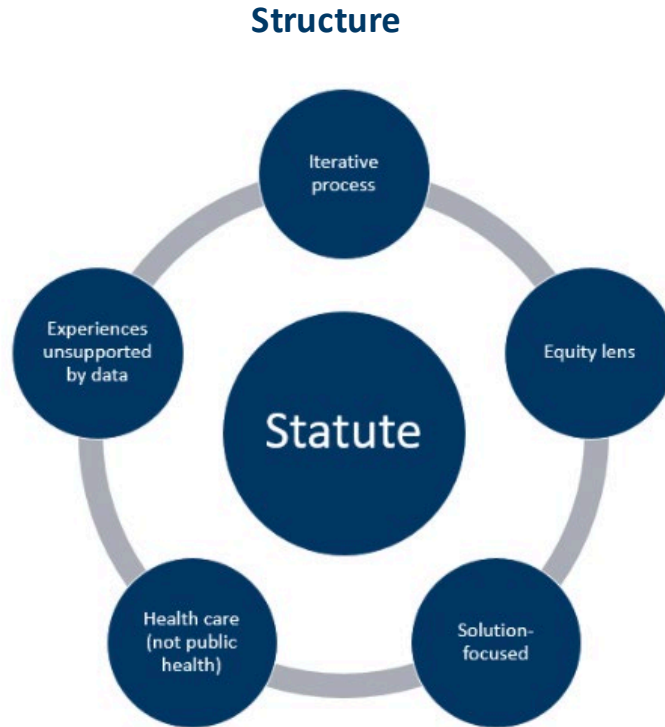 Structure
Iterative
process
Equity lens
Solution-
focused
Health care
(not public
health)
Experiences
unsupported
by data
Statute